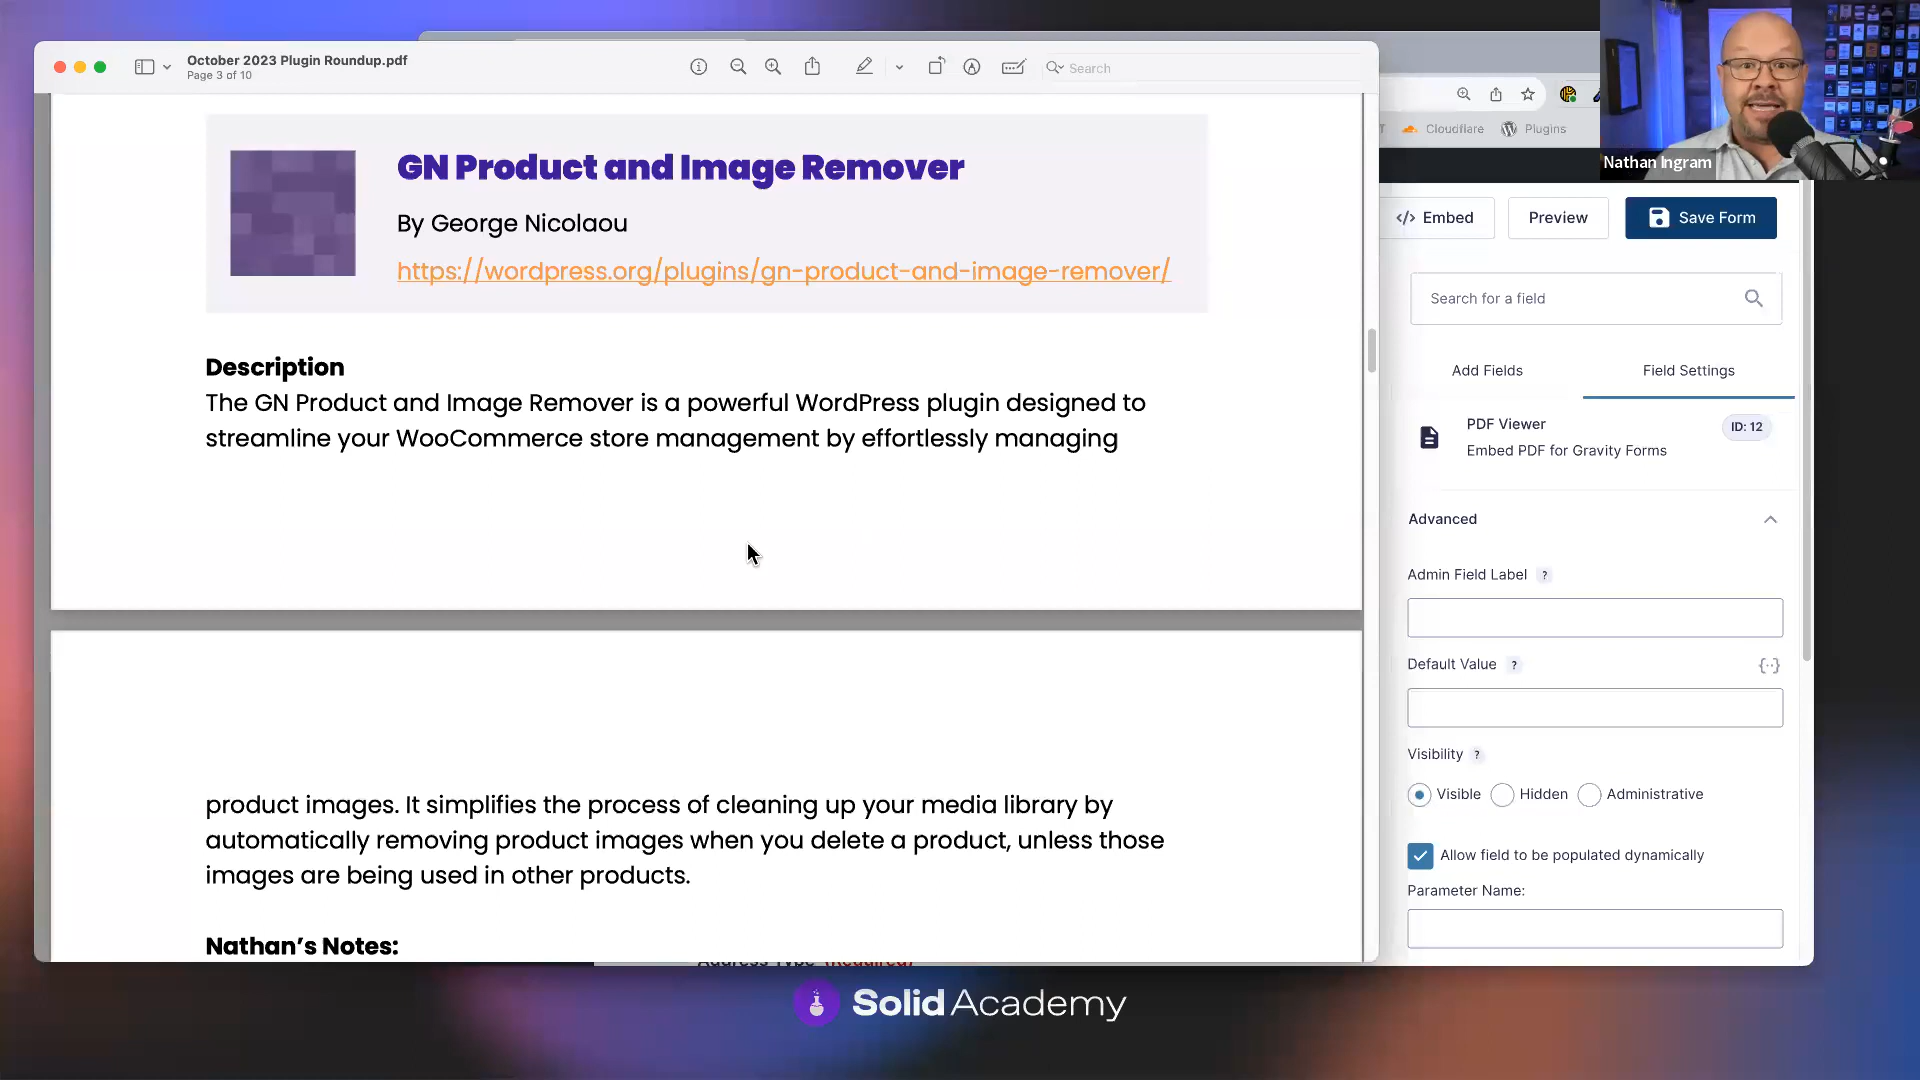 October 2023 Plugin Roundup.pdf
Page 3 of 10
Search
GN Product and Image Remover
By George Nicolaou
https://wordpress.org/plugins/gn-product-and-image-remover/
Description
The GN Product and Image Remover is a powerful WordPress plugin designed to
streamline your WooCommerce store management by effortlessly managing
product images. It simplifies the process of cleaning up your media library by
automatically removing product images when you delete a product, unless those
images are being used in other products.
Nathan's Notes:
Address Type (Required)
Cloudflare
Plugins
Nathan Ingram
</> Embed
Preview
Save Form
Search for a field
Add Fields
Field Settings
PDF Viewer
ID: 12
Embed PDF for Gravity Forms
Advanced
Admin Field Label ?
Default Value ?
Visibility ?
Visible
Hidden
Administrative
Allow field to be populated dynamically
Parameter Name:
Solid Academy